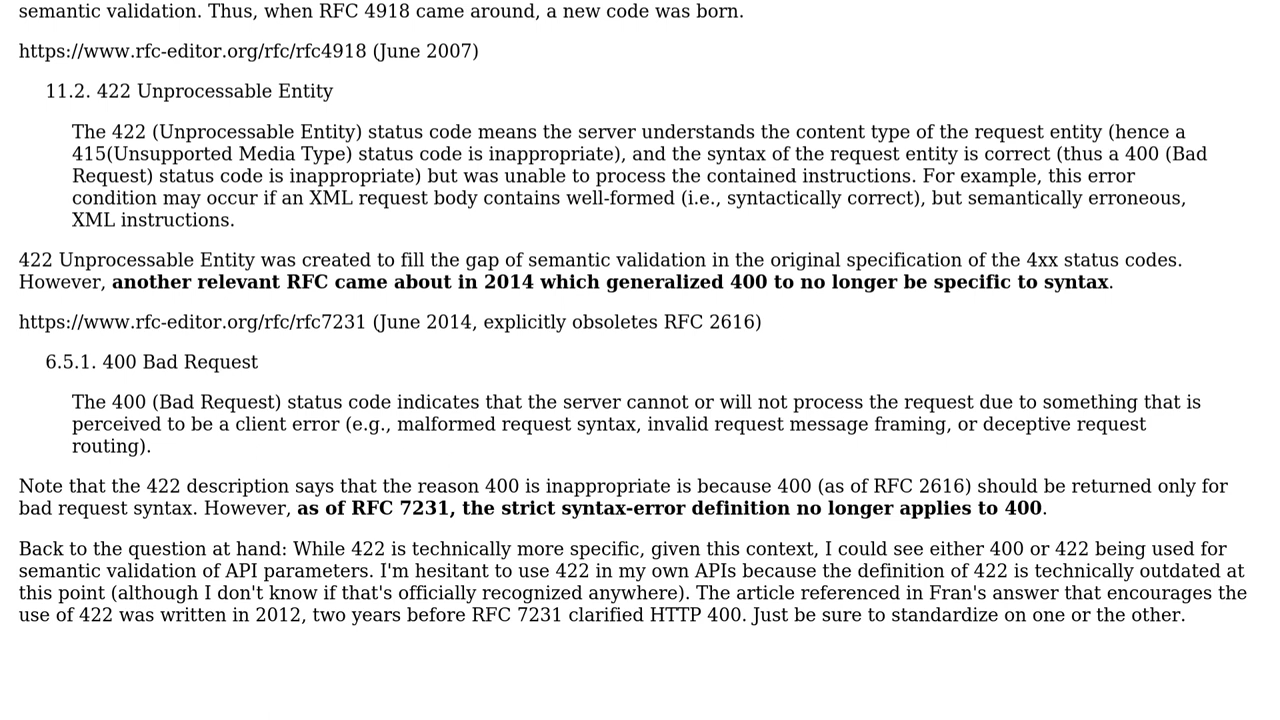 semantic validation. Thus, when RFC 4918 came around, a new code was born.
https://www.rfc-editor.org/rfc/rfc4918 (June 2007)
11.2. 422 Unprocessable Entity
The 422 (Unprocessable Entity) status code means the server understands the content type of the request entity (hence a
415(Unsupported Media Type) status code is inappropriate), and the syntax of the request entity is correct (thus a 400 (Bad
Request) status code is inappropriate) but was unable to process the contained instructions. For example, this error
condition may occur if an XML request body contains well-formed (i.e., syntactically correct), but semantically erroneous,
XML instructions.
422 Unprocessable Entity was created to fill the gap of semantic validation in the original specification of the 4xx status codes.
However, another relevant RFC came about in 2014 which generalized 400 to no longer be specific to syntax.
https://www.rfc-editor.org/rfc/rfc7231 (June 2014, explicitly obsoletes RFC 2616)
6.5.1. 400 Bad Request
The 400 (Bad Request) status code indicates that the server cannot or will not process the request due to something that is
perceived to be a client error (e.g., malformed request syntax, invalid request message framing, or deceptive request
routing).
Note that the 422 description says that the reason 400 is inappropriate is because 400 (as of RFC 2616) should be returned only for
bad request syntax. However, as of RFC 7231, the strict syntax-error definition no longer applies to 400.
Back to the question at hand: While 422 is technically more specific, given this context, I could see either 400 or 422 being used for
semantic validation of API parameters. I'm hesitant to use 422 in my own APIs because the definition of 422 is technically outdated at
this point (although I don't know if that's officially recognized anywhere). The article referenced in Fran's answer that encourages the
use of 422 was written in 2012, two years before RFC 7231 clarified HTTP 400. Just be sure to standardize on one or the other.